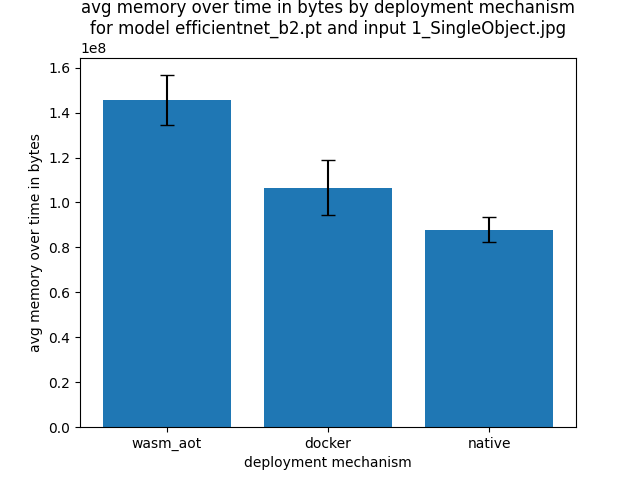 avg memory over time in bytes by deployment mechanism
for model efficientnet_b2.pt and input 1_SingleObject.jpg
1e8
1.6
1.4
1.2
1.0
0.8
0.6
0.4
0.2
0.0
avg memory over time in bytes
wasm_aot docker native
deployment mechanism